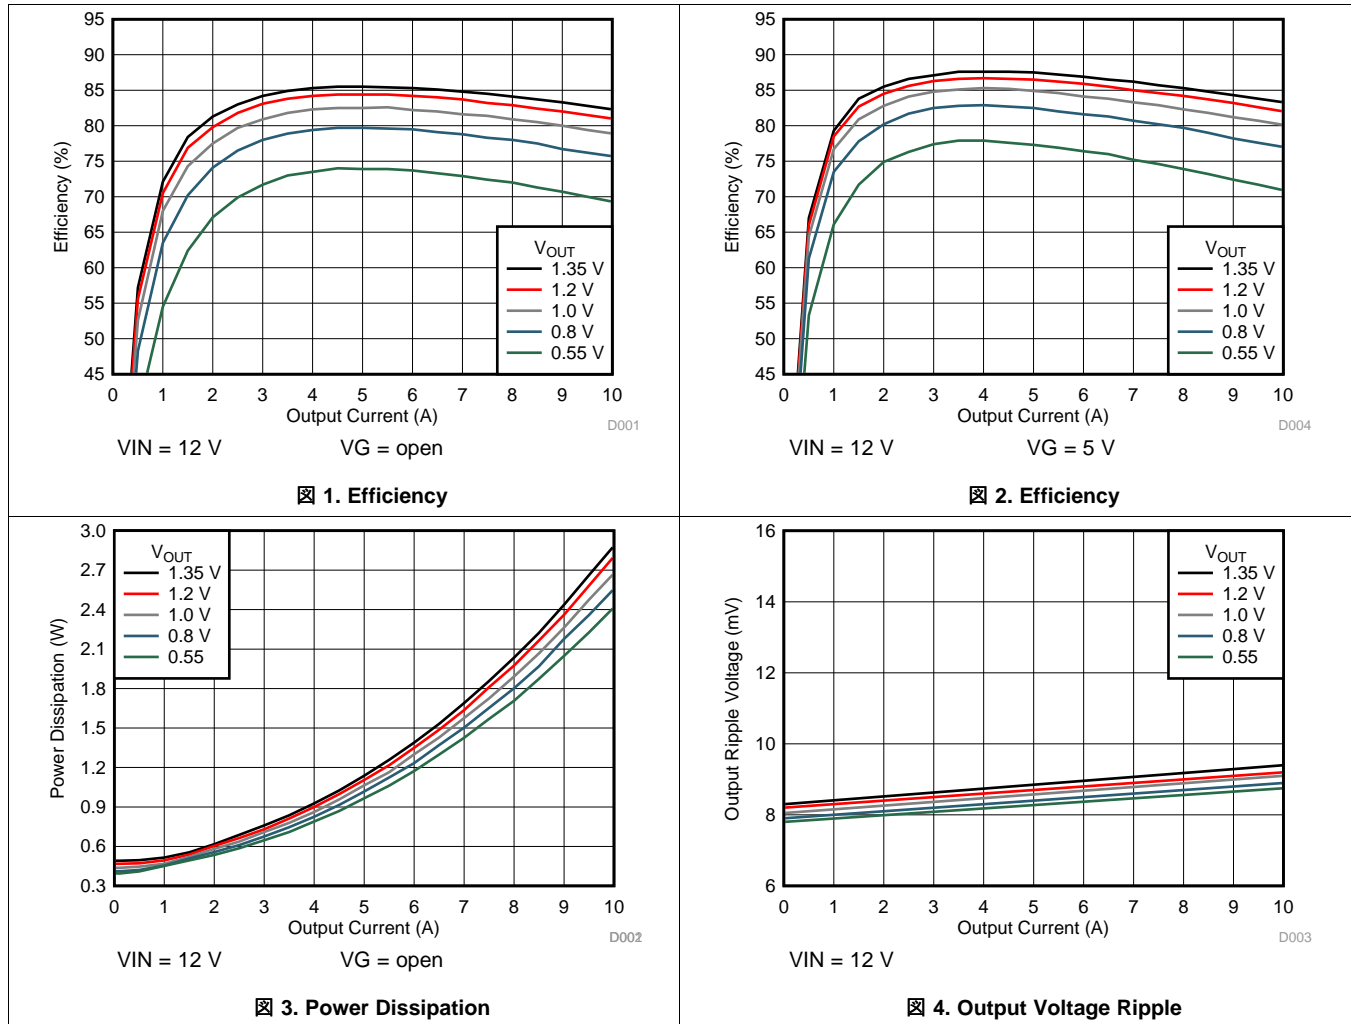 95
90
85
80
75
70
65
60
55
50
45
Efficiency (%)
V_OUT
1.35 V
1.2 V
1.0 V
0.8 V
0.55 V
0 1 2 3 4 5 6 7 8 9 10
Output Current (A)
D001
VIN = 12 V VG = open
図 1. Efficiency
95
90
85
80
75
70
65
60
55
50
45
Efficiency (%)
V_OUT
1.35 V
1.2 V
1.0 V
0.8 V
0.55 V
0 1 2 3 4 5 6 7 8 9 10
Output Current (A)
D004
VIN = 12 V VG = 5 V
図 2. Efficiency
3.0
2.7
2.4
2.1
1.8
1.5
1.2
0.9
0.6
0.3
Power Dissipation (W)
V_OUT
1.35 V
1.2 V
1.0 V
0.8 V
0.55
0 1 2 3 4 5 6 7 8 9 10
Output Current (A)
VIN = 12 V VG = open
図 3. Power Dissipation
16
14
12
10
8
6
Output Ripple Voltage (mV)
V_OUT
1.35 V
1.2 V
1.0 V
0.8 V
0.55
0 1 2 3 4 5 6 7 8 9 10
Output Current (A)
D003
VIN = 12 V
図 4. Output Voltage Ripple